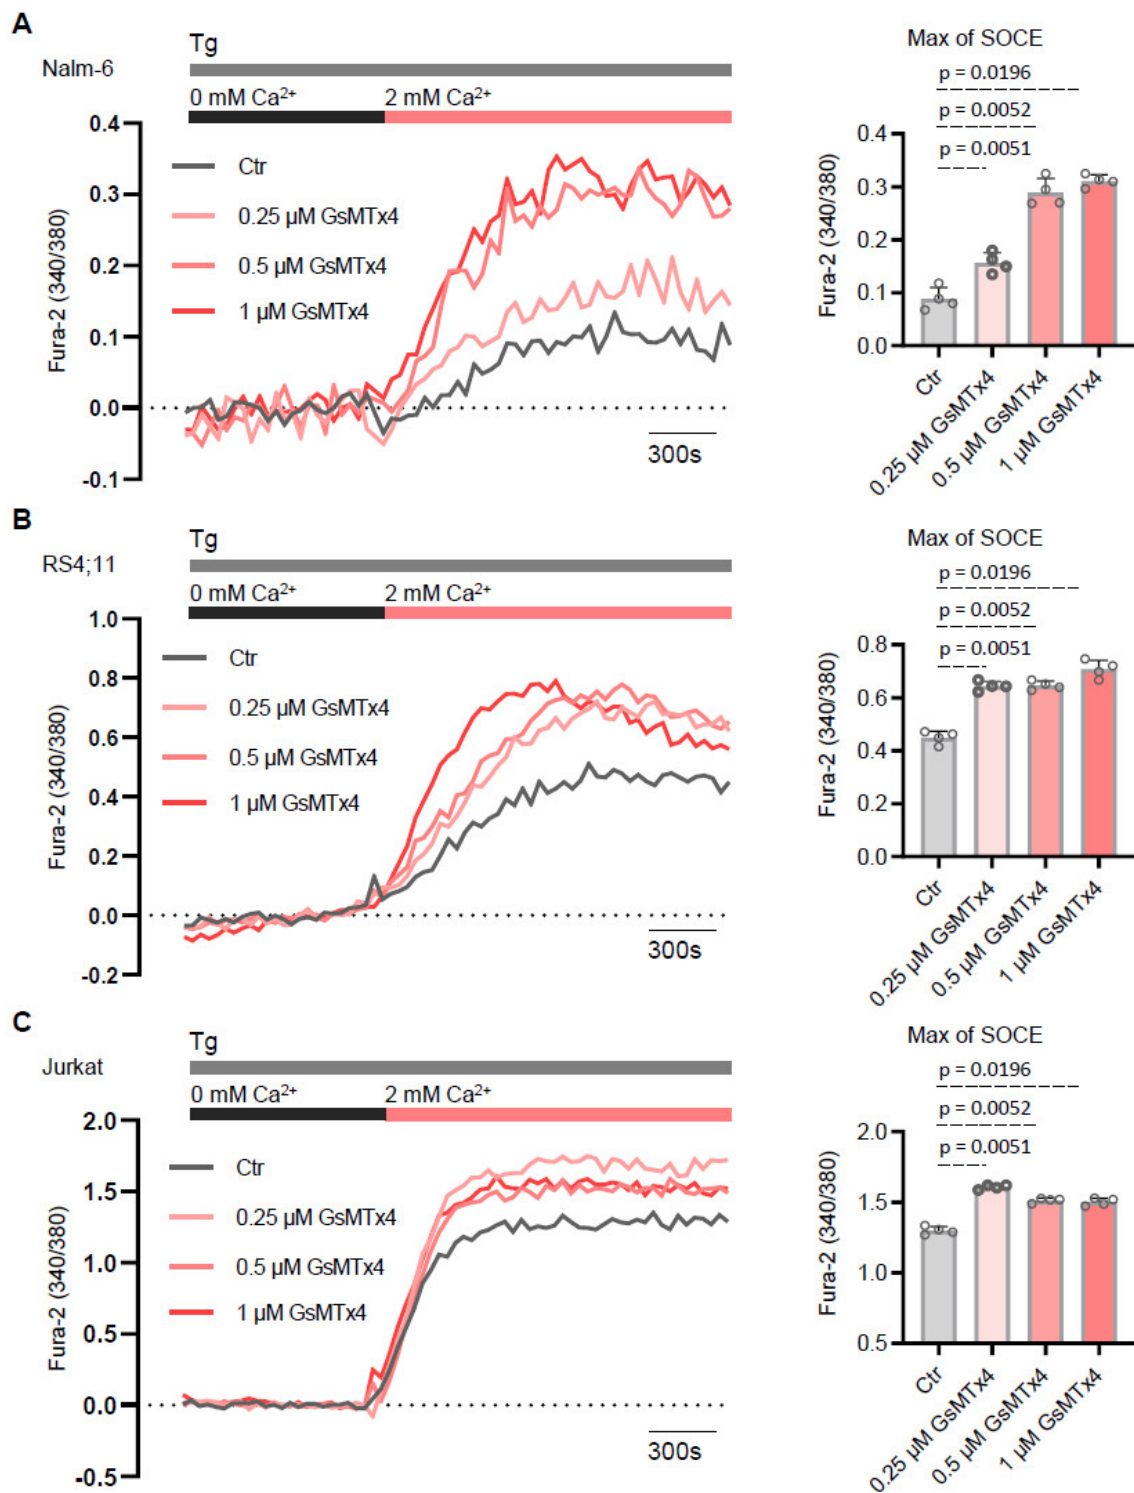 A
Nalm-6
Tg
0 mM Ca²⁺
2 mM Ca²⁺
Fura-2 (340/380)
0.4
0.3
0.2
0.1
0.0
-0.1
Ctr
0.25 µM GsMTx4
0.5 µM GsMTx4
1 µM GsMTx4
300s
Max of SOCE
p = 0.0196
p = 0.0052
p = 0.0051
Fura-2 (340/380)
0.4
0.3
0.2
0.1
0.0
Ctr
0.25 µM GsMTx4
0.5 µM GsMTx4
1 µM GsMTx4
B
RS4;11
Tg
0 mM Ca²⁺
2 mM Ca²⁺
Fura-2 (340/380)
1.0
0.8
0.6
0.4
0.2
0.0
-0.2
Ctr
0.25 µM GsMTx4
0.5 µM GsMTx4
1 µM GsMTx4
300s
Max of SOCE
p = 0.0196
p = 0.0052
p = 0.0051
Fura-2 (340/380)
0.8
0.6
0.4
0.2
0.0
Ctr
0.25 µM GsMTx4
0.5 µM GsMTx4
1 µM GsMTx4
C
Jurkat
Tg
0 mM Ca²⁺
2 mM Ca²⁺
Fura-2 (340/380)
2.0
1.5
1.0
0.5
0.0
-0.5
Ctr
0.25 µM GsMTx4
0.5 µM GsMTx4
1 µM GsMTx4
300s
Max of SOCE
p = 0.0196
p = 0.0052
p = 0.0051
Fura-2 (340/380)
2.0
1.5
1.0
0.5
Ctr
0.25 µM GsMTx4
0.5 µM GsMTx4
1 µM GsMTx4